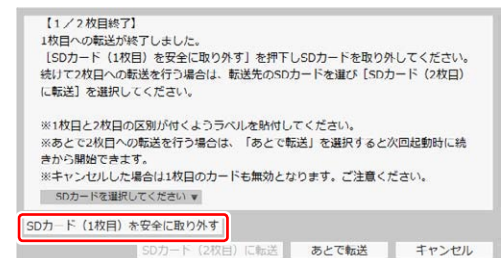 【1/2枚目終了】
1枚目への転送が終了しました。
［SDカード（1枚目）を安全に取り外す］を押下しSDカードを取り外してください。
続けて2枚目への転送を行う場合は、転送先のSDカードを選び［SDカード（2枚目）
に転送］を選択してください。
※1枚目と2枚目の区別が付くようラベルを貼付してください。
※あとで2枚目への転送を行う場合は、「あとで転送」を選択すると次回起動時に続
きから開始できます。
※キャンセルした場合は1枚目のカードも無効となります。ご注意ください。
SDカードを選択してください ▼
SDカード（1枚目）を安全に取り外す
SDカード（2枚目）に転送 あとで転送 キャンセル